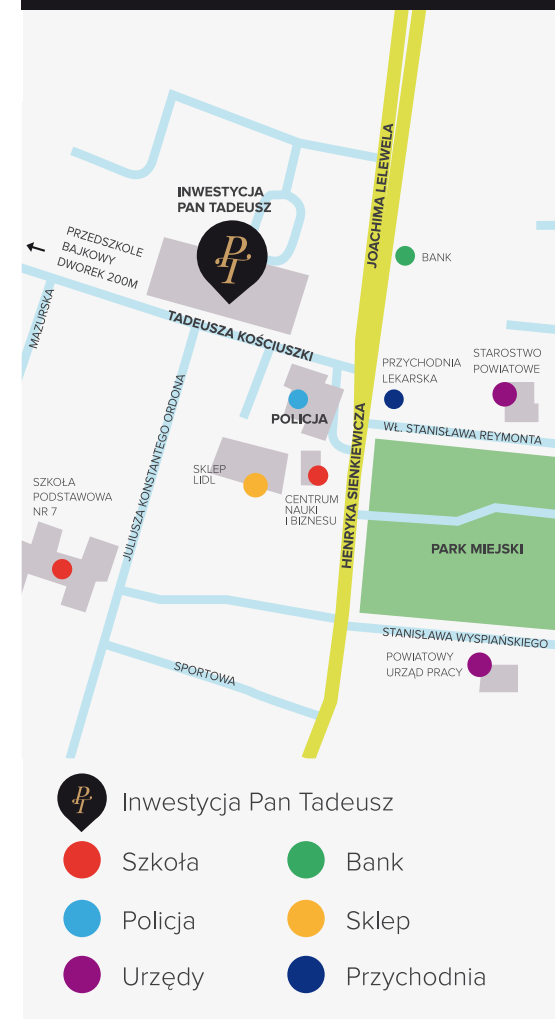 JOACHIMA LELEWELA
INWESTYCJA
PAN TADEUSZ
PT
PRZEDSZKOLE
BAJKOWY
DWOREK 200M
BANK
MAZURSKA
TADEUSZA KOŚCIUSZKI
PRZYCHODNIA
LEKARSKA
STAROSTWO
POWIATOWE
POLICJA
WŁ. STANISŁAWA REYMONTA
JULIUSZA KONSTANTEGO ORDONA
HENRYKA SIENKIEWICZA
SKLEP
LIDL
SZKOŁA
PODSTAWOWA
NR 7
CENTRUM
NAUKI
I BIZNESU
PARK MIEJSKI
STANISŁAWA WYSPIAŃSKIEGO
POWIATOWY
URZĄD PRACY
SPORTOWA
PT
Inwestycja Pan Tadeusz
Szkoła
Bank
Policja
Sklep
Urzędy
Przychodnia